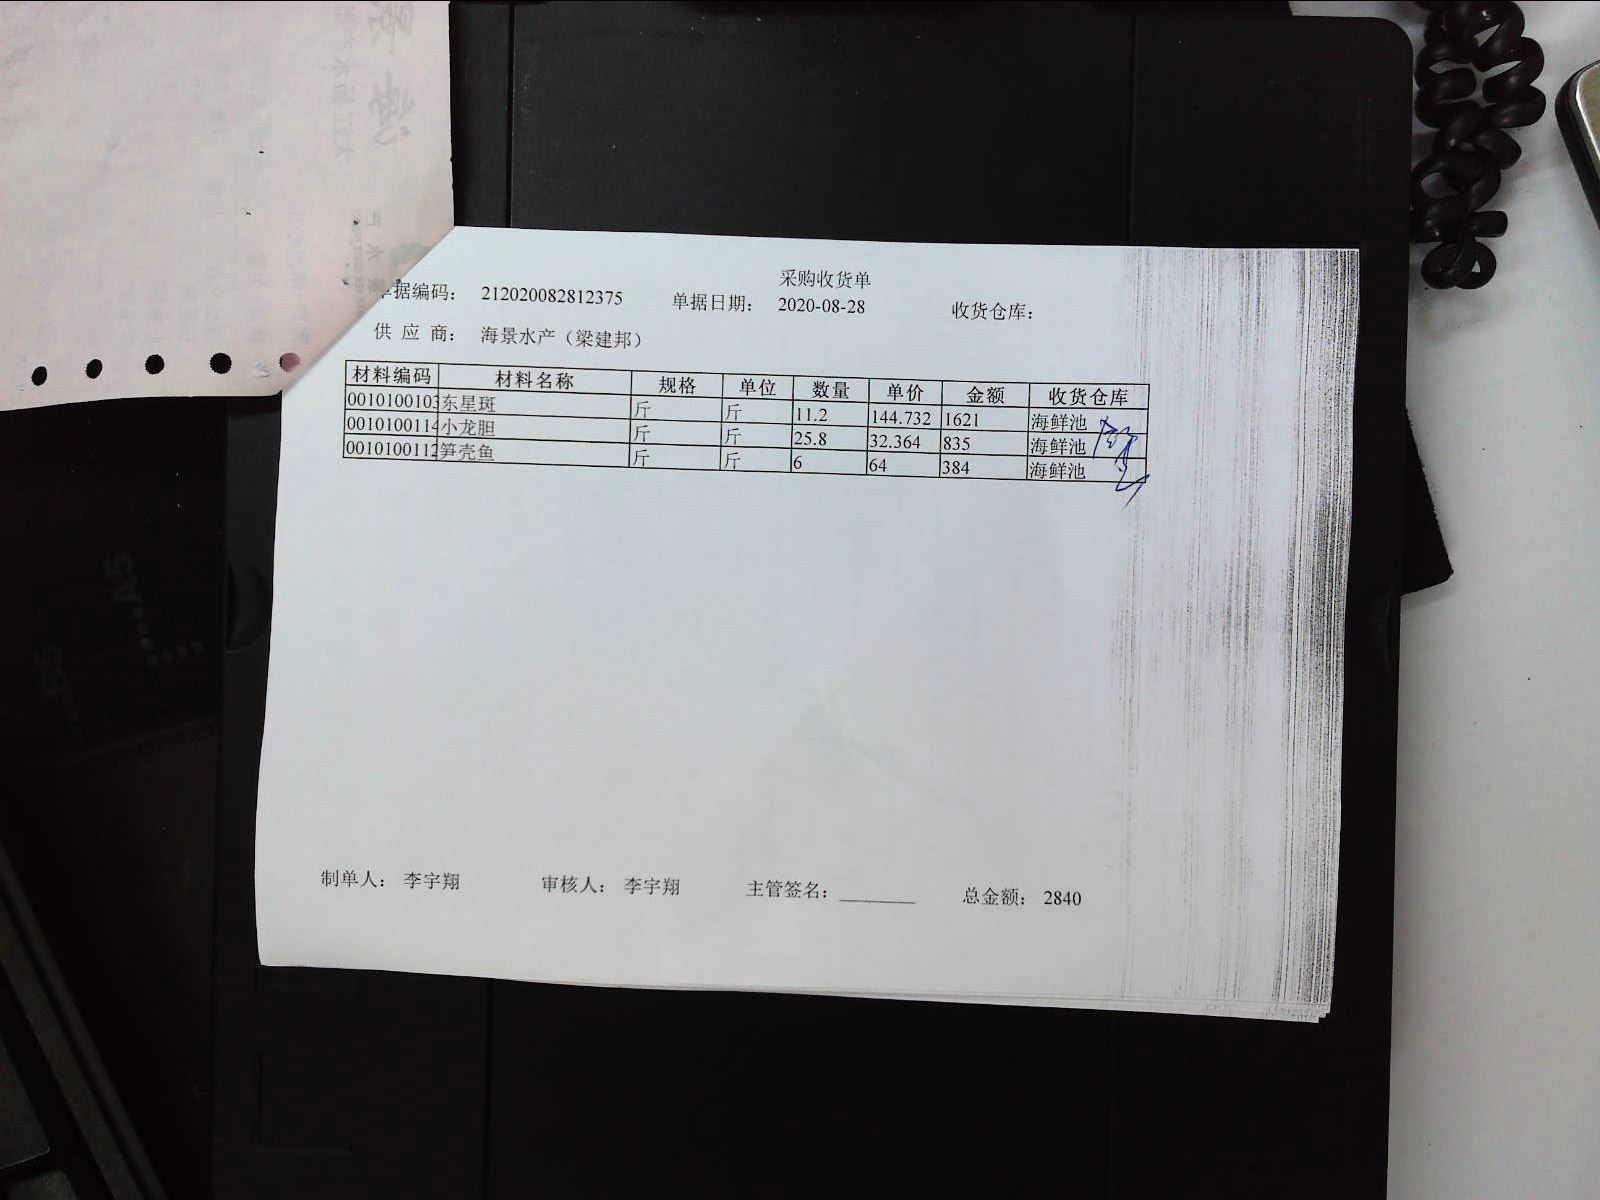 采购收货单
据编码： 212020082812375 单据日期： 2020-08-28 收货仓库：
供 应 商： 海景水产（梁建邦）
材料编码 材料名称 规格 单位 数量 单价 金额 收货仓库
0010100103 东星斑 斤 斤 11.2 144.732 1621 海鲜池
0010100114 小龙胆 斤 斤 25.8 32.364 835 海鲜池
0010100112 笋壳鱼 斤 斤 6 64 384 海鲜池
制单人： 李宇翔 审核人： 李宇翔 主管签名： 总金额： 2840